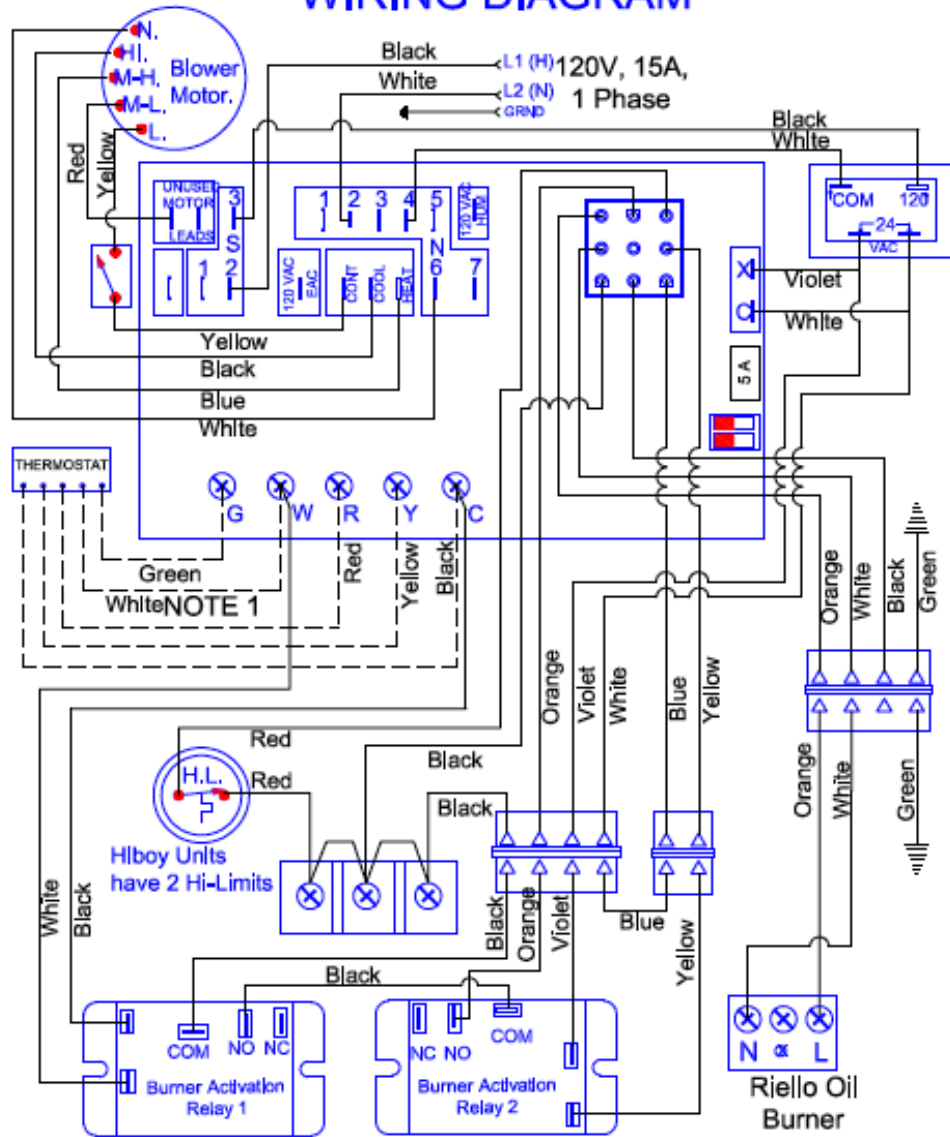 WIRING DIAGRAM
N.
HI.
M-H.
M-L.
L.
Blower
Motor.
Black
White
L1 (H)
L2 (N)
GRND
120V, 15A,
1 Phase
Black
White
Red
Yellow
UNUSED
MOTOR
LEADS
3
S
1
2
1
2
3
4
5
N
6
7
120 VAC
HUM
120 VAC
EAC
CONT
COOL
HEAT
COM
120
24
VAC
X
C
Violet
White
5 A
Yellow
Black
Blue
White
THERMOSTAT
G
W
R
Y
C
Green
White
NOTE 1
Red
Yellow
Black
Orange
White
Black
Green
Orange
Violet
White
Blue
Yellow
Red
Black
H.L.
Red
Black
Hiboy Units
have 2 Hi-Limits
Orange
White
Green
White
Black
Black
Orange
Violet
Blue
Yellow
Black
COM
NO
NC
Burner Activation
Relay 1
NC
NO
COM
Burner Activation
Relay 2
N
L
Riello Oil
Burner